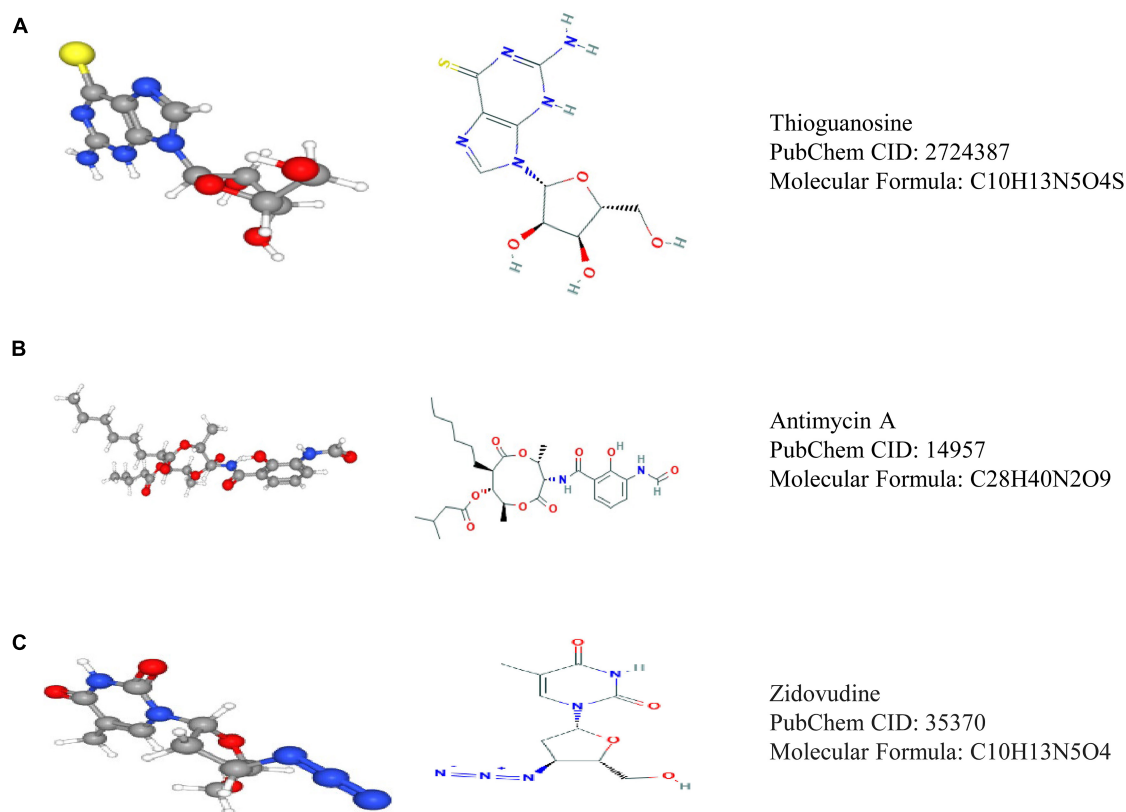 A
Thioguanosine
PubChem CID: 2724387
Molecular Formula: C10H13N5O4S
S
N
N
H
H
N
H
N
N
O
O
H
O
H
O
H
B
Antimycin A
PubChem CID: 14957
Molecular Formula: C28H40N2O9
O
O
O
H
O
N
H
N
H
O
H
O
O
O
O
C
Zidovudine
PubChem CID: 35370
Molecular Formula: C10H13N5O4
O
N
H
N
O
O
N
-
N
+
N
O
H